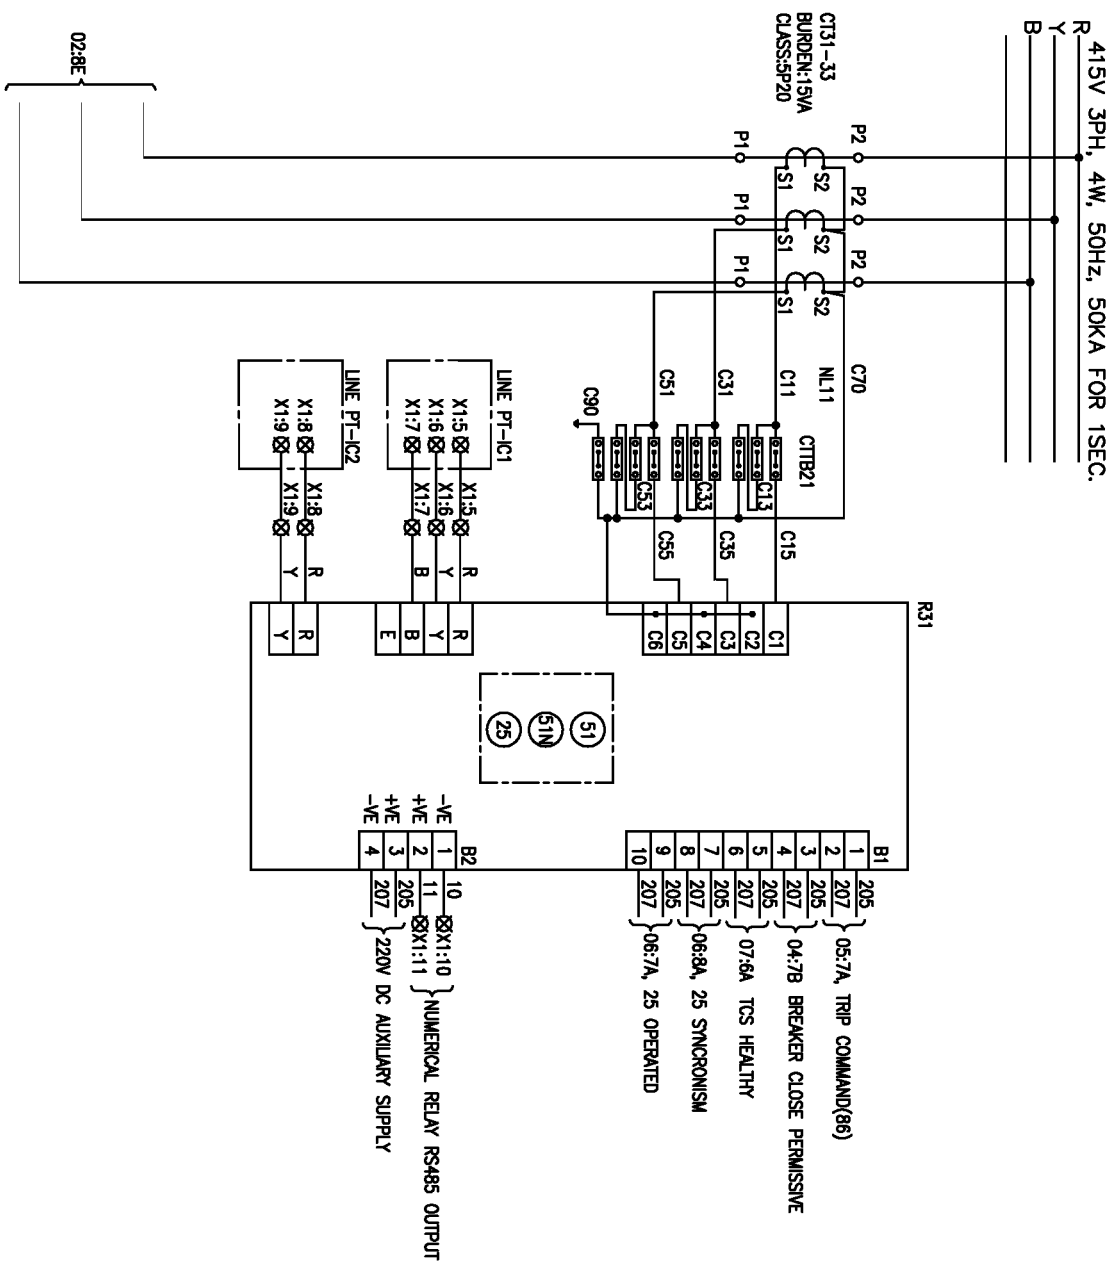 415V 3PH, 4W, 50Hz, 50KA FOR 1SEC.
R
Y
B
CT31-33
BURDEN:15VA
CLASS:5P20
P2
P2
P2
S2
S2
S2
S1
S1
S1
P1
P1
P1
02:8E
C70
NL11
C11
C31
C51
C90
CTTB21
C13
C33
C53
C15
C35
C55
LINE PT-IC1
X1:5
X1:6
X1:7
X1:5
X1:6
X1:7
R
Y
B
LINE PT-IC2
X1:8
X1:9
X1:8
X1:9
R
Y
R31
C1
C2
C3
C4
C5
C6
R
Y
B
E
R
Y
51
51N
25
B1
1
2
3
4
5
6
7
8
9
10
205
207
205
207
205
207
205
207
205
207
05:7A, TRIP COMMAND(86)
04:7B BREAKER CLOSE PERMISSIVE
07:6A TCS HEALTHY
06:8A, 25 SYNCRONISM
06:7A, 25 OPERATED
B2
-VE
+VE
+VE
-VE
1
2
3
4
10
11
205
207
X1:10
X1:11
NUMERICAL RELAY RS485 OUTPUT
220V DC AUXILIARY SUPPLY